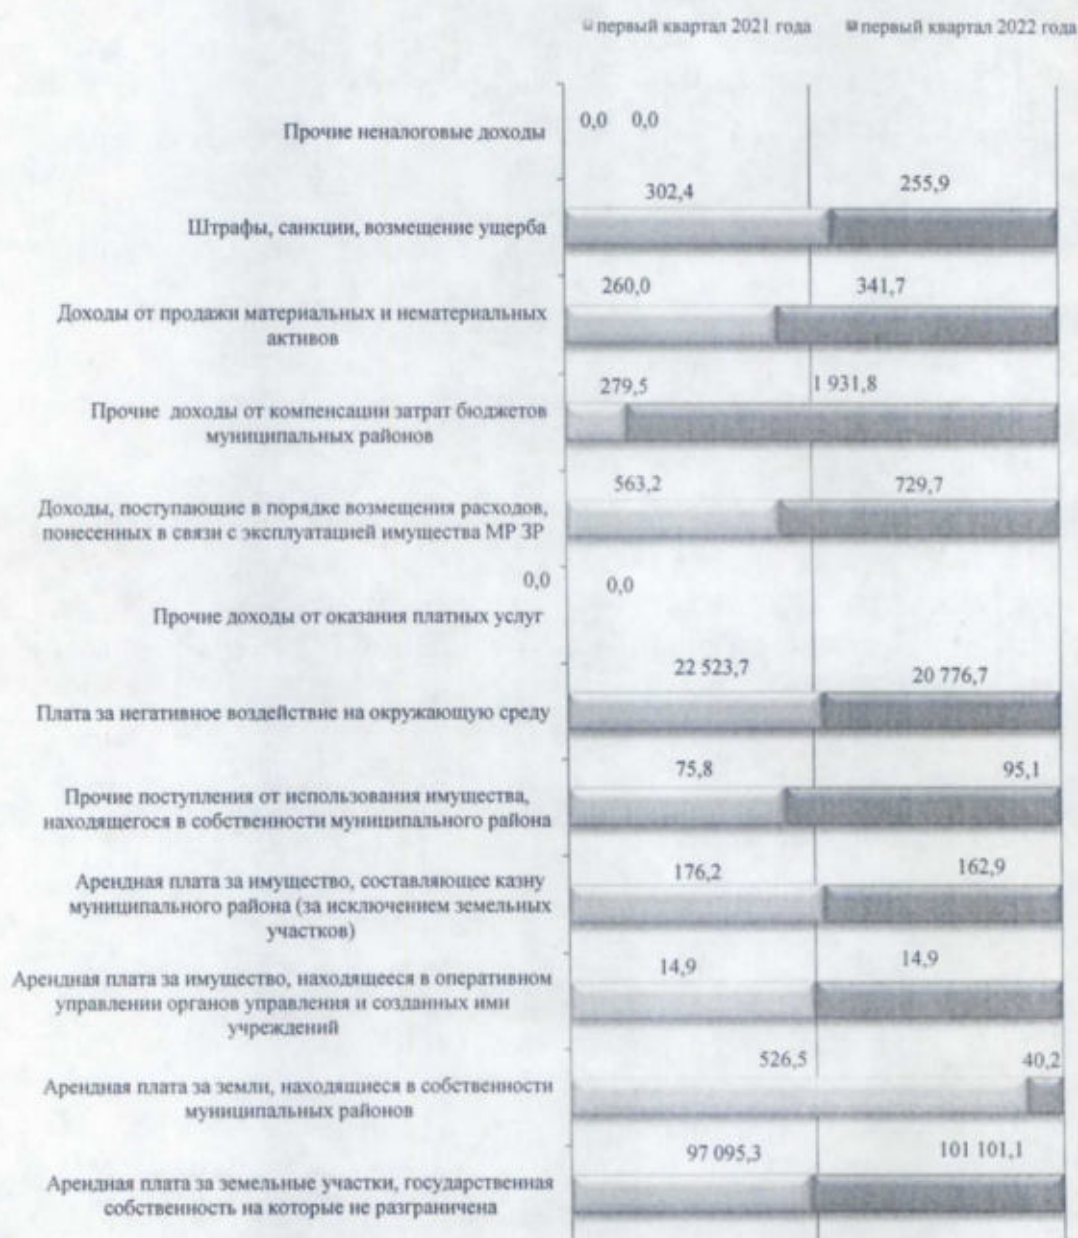 первый квартал 2021 года первый квартал 2022 года
Прочие неналоговые доходы
0,0 0,0
302,4 255,9
Штрафы, санкции, возмещение ущерба
260,0 341,7
Доходы от продажи материальных и нематериальных
активов
279,5 1 931,8
Прочие доходы от компенсации затрат бюджетов
муниципальных районов
563,2 729,7
Доходы, поступающие в порядке возмещения расходов,
понесенных в связи с эксплуатацией имущества МР ЗР
0,0 0,0
Прочие доходы от оказания платных услуг
22 523,7 20 776,7
Плата за негативное воздействие на окружающую среду
75,8 95,1
Прочие поступления от использования имущества,
находящегося в собственности муниципального района
176,2 162,9
Арендная плата за имущество, составляющее казну
муниципального района (за исключением земельных
участков)
14,9 14,9
Арендная плата за имущество, находящееся в оперативном
управлении органов управления и созданных ими
учреждений
526,5 40,2
Арендная плата за земли, находящиеся в собственности
муниципальных районов
97 095,3 101 101,1
Арендная плата за земельные участки, государственная
собственность на которые не разграничена